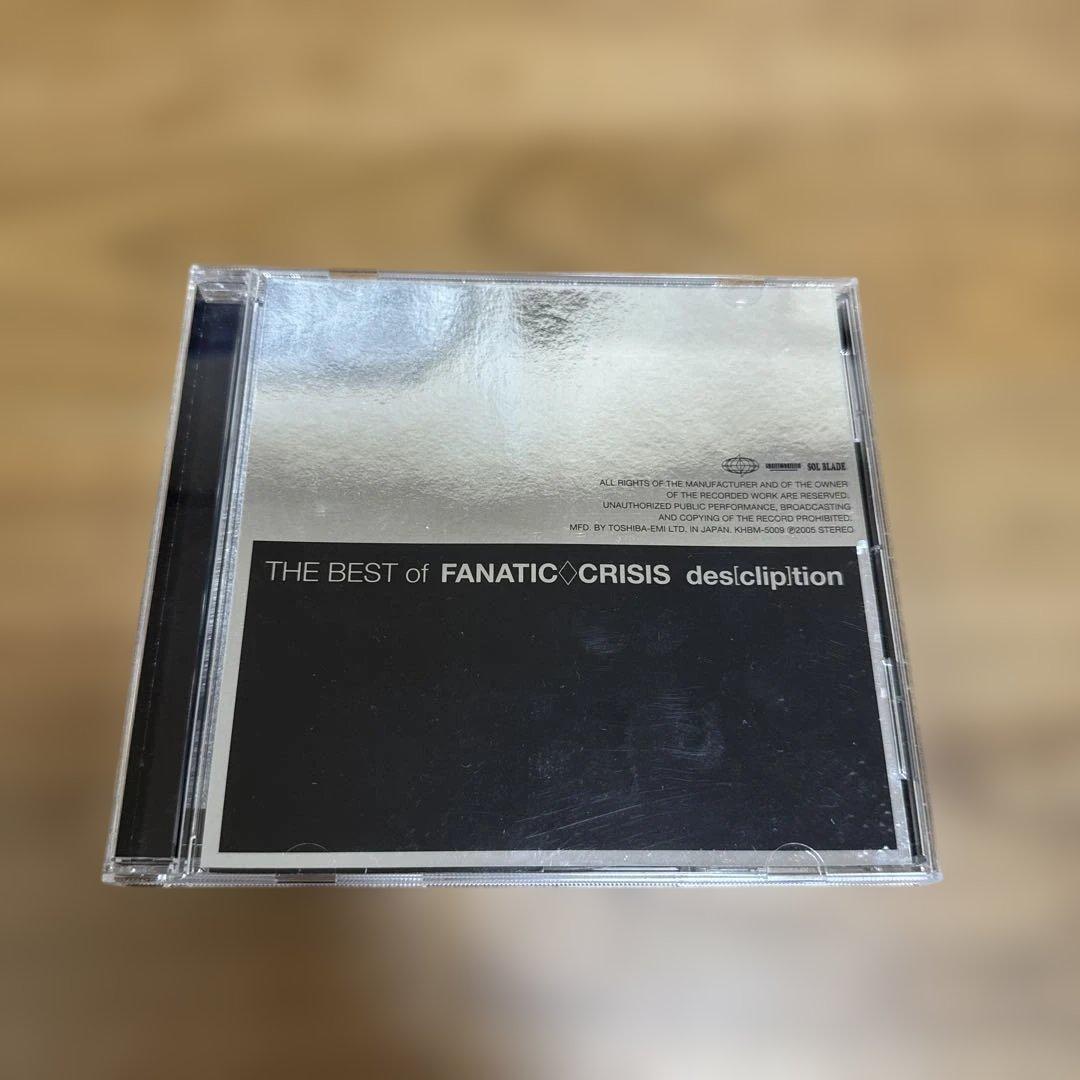 SOL BLADE
ALL RIGHTS OF THE MANUFACTURER AND OF THE OWNER
OF THE RECORDED WORK ARE RESERVED.
UNAUTHORIZED PUBLIC PERFORMANCE, BROADCASTING
AND COPYING OF THE RECORD PROHIBITED.
MFD. BY TOSHIBA-EMI LTD. IN JAPAN. KHBM-5009 ℗2005 STEREO
THE BEST of FANATIC◇CRISIS des[clip]tion